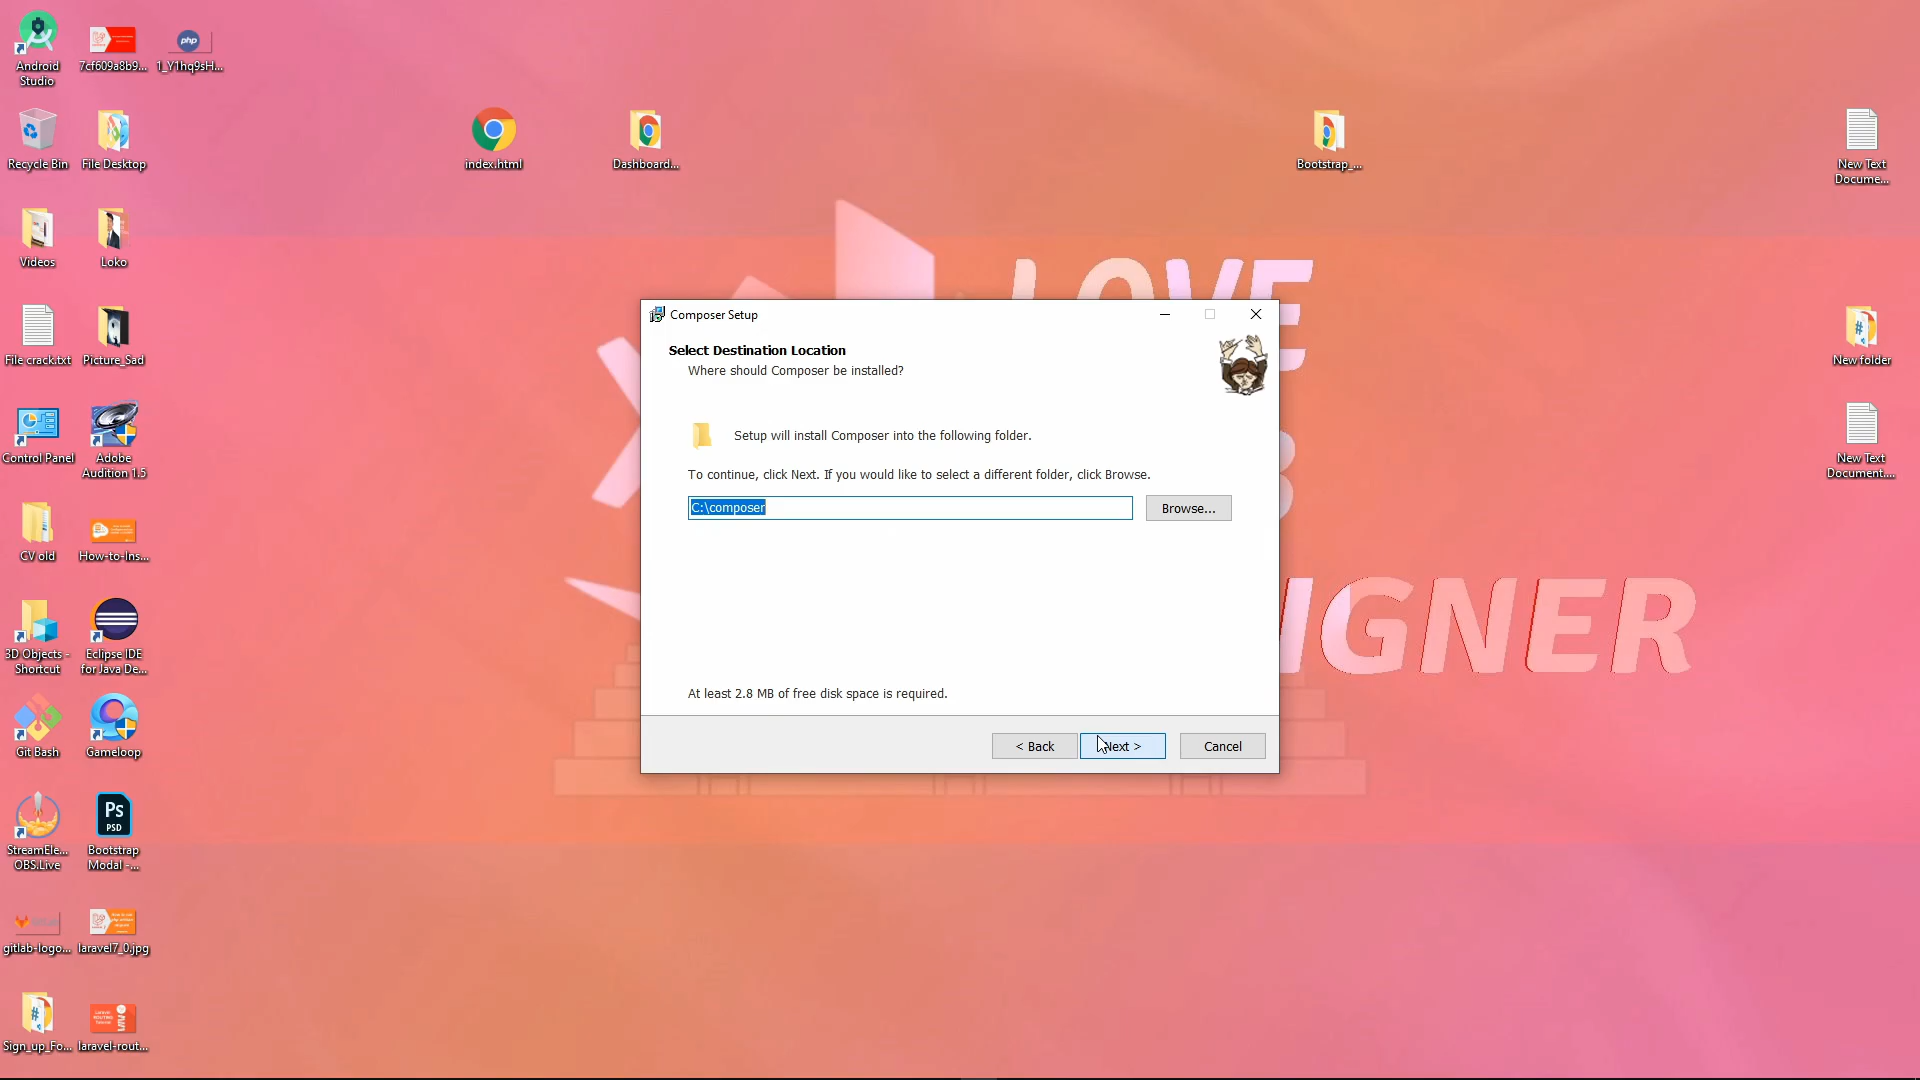 Android
Studio
7cf609a8b9...
1_Y1hq9sH...
php
Recycle Bin
File Desktop
index.html
Dashboard...
Bootstrap_...
New Text
Docume...
Videos
Loko
LOVE
File crack.txt
Picture_Sad
New folder
Composer Setup
Select Destination Location
Where should Composer be installed?
Setup will install Composer into the following folder.
To continue, click Next. If you would like to select a different folder, click Browse.
C:\composer
Browse...
At least 2.8 MB of free disk space is required.
< Back
Next >
Cancel
Control Panel
Adobe
Audition 1.5
New Text
Document....
CV old
How-to-Ins...
IGNER
3D Objects -
Shortcut
Eclipse IDE
for Java De...
Git Bash
Gameloop
Ps
PSD
StreamEle...
OBS.Live
Bootstrap
Modal -...
gitlab-logo...
laravel7_0.jpg
Sign_up_Fo...
laravel-rout...